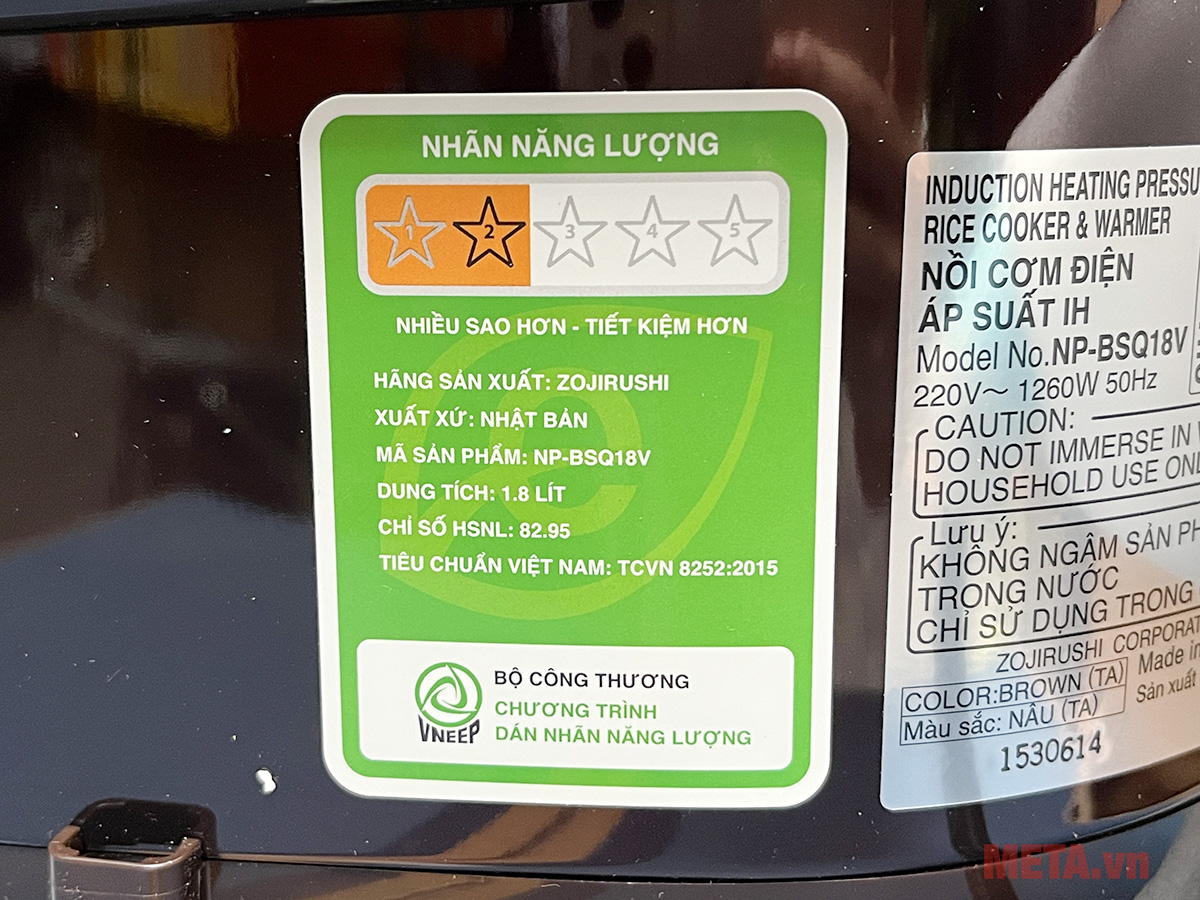 NHÃN NĂNG LƯỢNG
1 2 3 4 5
NHIỀU SAO HƠN - TIẾT KIỆM HƠN
HÃNG SẢN XUẤT: ZOJIRUSHI
XUẤT XỨ: NHẬT BẢN
MÃ SẢN PHẨM: NP-BSQ18V
DUNG TÍCH: 1.8 LÍT
CHỈ SỐ HSNL: 82.95
TIÊU CHUẨN VIỆT NAM: TCVN 8252:2015
VNEEP
BỘ CÔNG THƯƠNG
CHƯƠNG TRÌNH
DÁN NHÃN NĂNG LƯỢNG
INDUCTION HEATING PRESSU
RICE COOKER & WARMER
NỒI CƠM ĐIỆN
ÁP SUẤT IH
Model No.NP-BSQ18V
220V～ 1260W 50Hz
CAUTION:
DO NOT IMMERSE IN
HOUSEHOLD USE ONL
Lưu ý:
KHÔNG NGÂM SẢN PH
TRONG NƯỚC
CHỈ SỬ DỤNG TRONG
ZOJIRUSHI CORPORAT
COLOR:BROWN (TA)
Made in
Màu sắc: NÂU (TA)
Sản xuất
1530614
META.vn